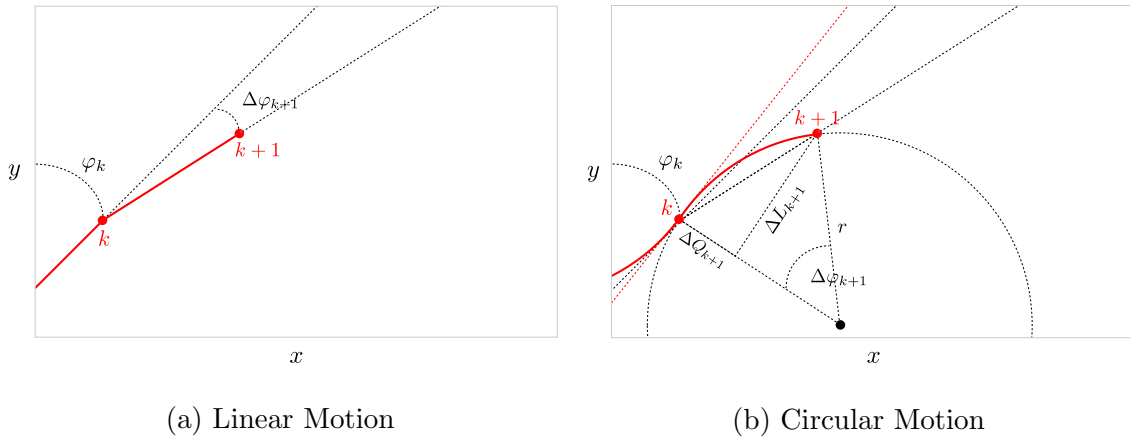 y
φ_k
k
Δφ_{k+1}
k + 1
x
(a) Linear Motion
y
φ_k
k
k + 1
ΔQ_{k+1}
ΔL_{k+1}
r
Δφ_{k+1}
x
(b) Circular Motion